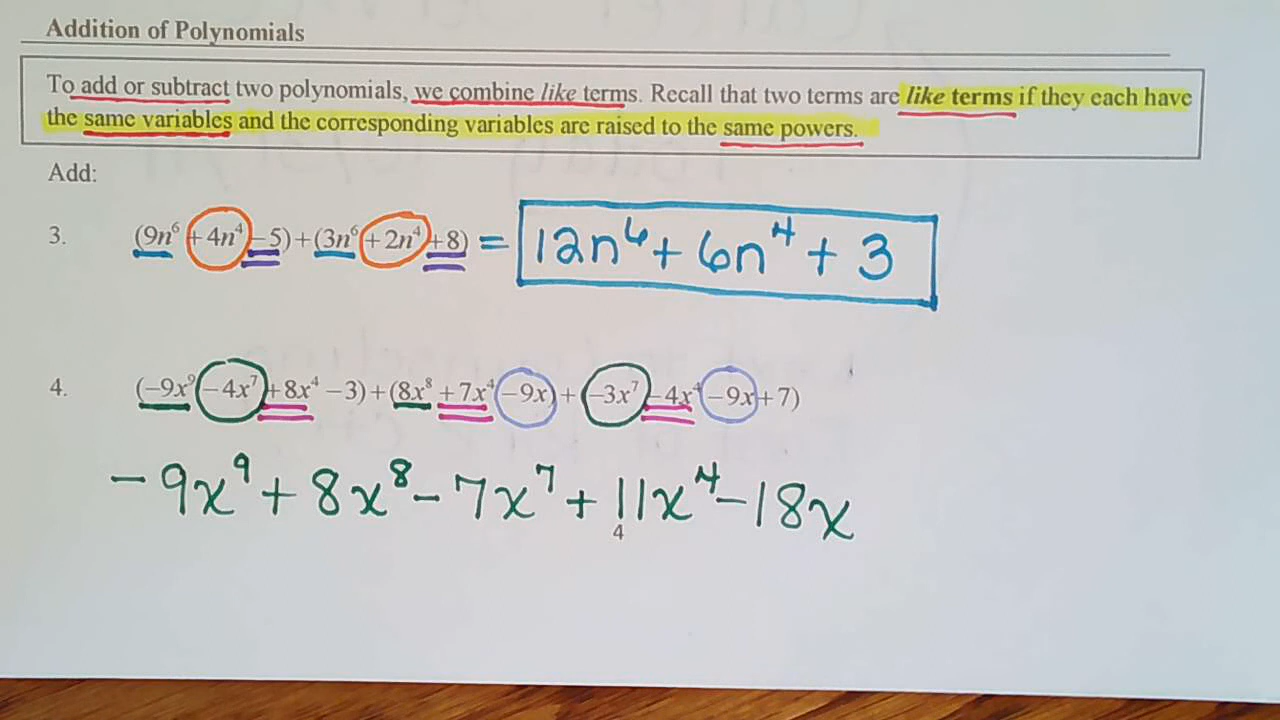 Addition of Polynomials
To add or subtract two polynomials, we combine like terms. Recall that two terms are like terms if they each have
the same variables and the corresponding variables are raised to the same powers.
Add:
3. (9n⁶ + 4n⁴ − 5) + (3n⁶ + 2n⁴ + 8) = 12n⁶ + 6n⁴ + 3
4. (−9x⁹ − 4x⁷ + 8x⁴ − 3) + (8x⁸ + 7x⁴ − 9x) + (−3x⁷ − 4x⁴ − 9x + 7)
−9x⁹ + 8x⁸ − 7x⁷ + 11x⁴ − 18x
4